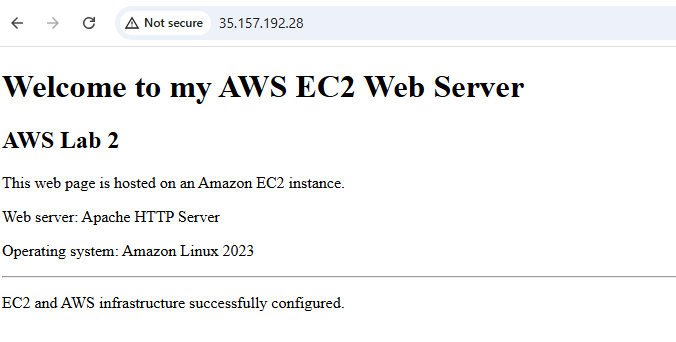 Not secure 35.157.192.28
Welcome to my AWS EC2 Web Server
AWS Lab 2
This web page is hosted on an Amazon EC2 instance.
Web server: Apache HTTP Server
Operating system: Amazon Linux 2023
EC2 and AWS infrastructure successfully configured.